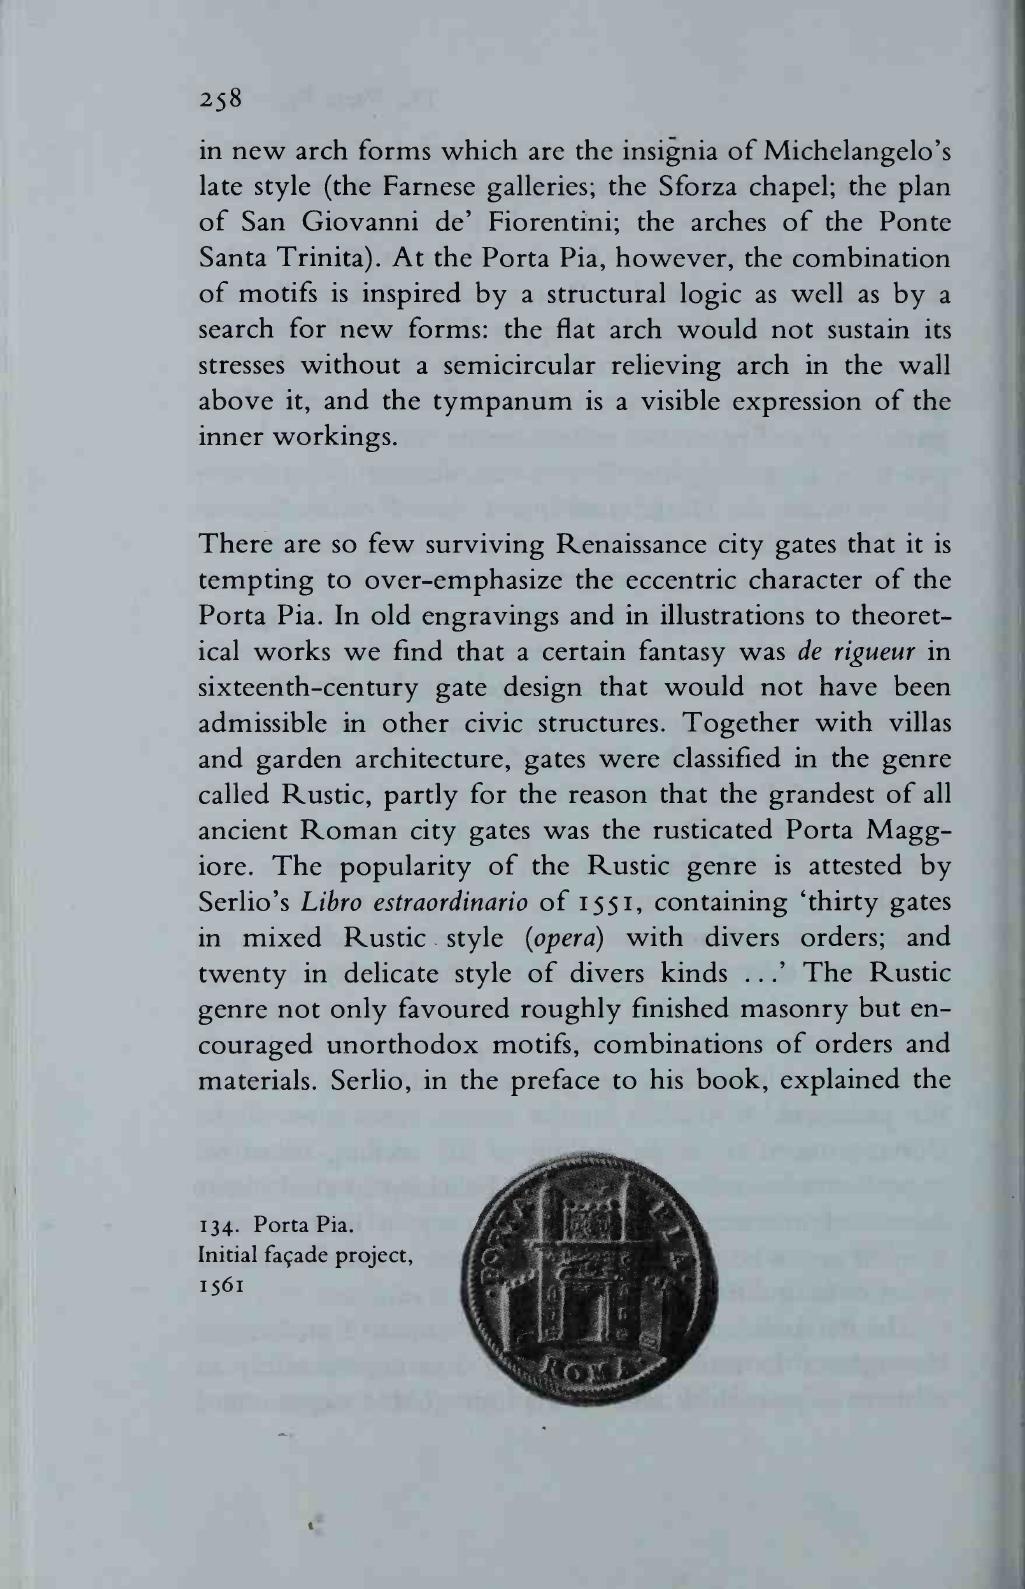 258
in new arch forms which are the insignia of Michelangelo's
late style (the Farnese galleries; the Sforza chapel; the plan
of San Giovanni de' Fiorentini; the arches of the Ponte
Santa Trinita). At the Porta Pia, however, the combination
of motifs is inspired by a structural logic as well as by a
search for new forms: the flat arch would not sustain its
stresses without a semicircular relieving arch in the wall
above it, and the tympanum is a visible expression of the
inner workings.
There are so few surviving Renaissance city gates that it is
tempting to over-emphasize the eccentric character of the
Porta Pia. In old engravings and in illustrations to theoret-
ical works we find that a certain fantasy was de rigueur in
sixteenth-century gate design that would not have been
admissible in other civic structures. Together with villas
and garden architecture, gates were classified in the genre
called Rustic, partly for the reason that the grandest of all
ancient Roman city gates was the rusticated Porta Magg-
iore. The popularity of the Rustic genre is attested by
Serlio's Libro estraordinario of 1551, containing 'thirty gates
in mixed Rustic style (opera) with divers orders; and
twenty in delicate style of divers kinds ...' The Rustic
genre not only favoured roughly finished masonry but en-
couraged unorthodox motifs, combinations of orders and
materials. Serlio, in the preface to his book, explained the
134. Porta Pia.
Initial façade project,
1561
PORTA PIA
ROMA